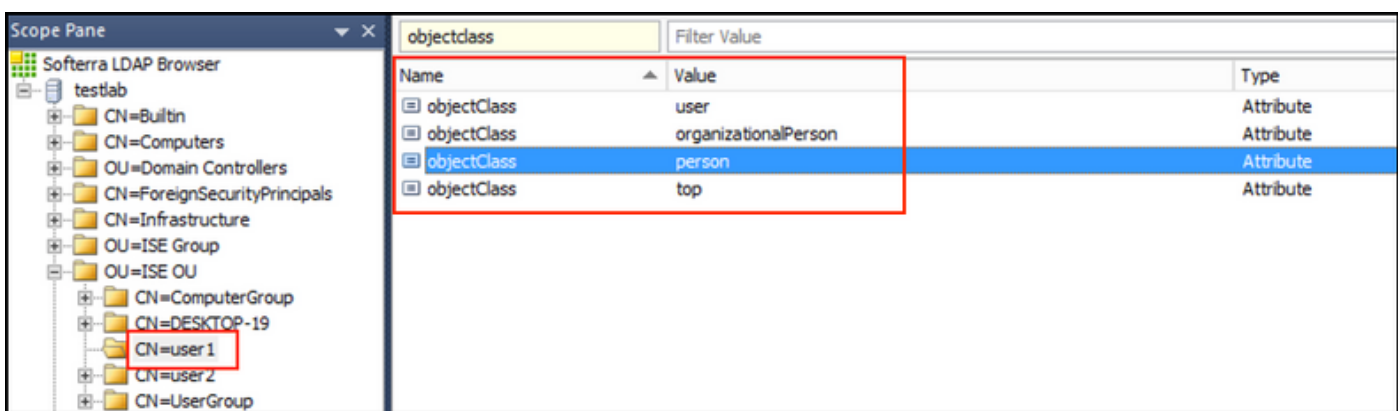 Scope Pane
Softerra LDAP Browser
testlab
CN=Builtin
CN=Computers
OU=Domain Controllers
CN=ForeignSecurityPrincipals
CN=Infrastructure
OU=ISE Group
OU=ISE OU
CN=ComputerGroup
CN=DESKTOP-19
CN=user1
CN=user2
CN=UserGroup
objectclass Filter Value
Name Value Type
objectClass user Attribute
objectClass organizationalPerson Attribute
objectClass person Attribute
objectClass top Attribute